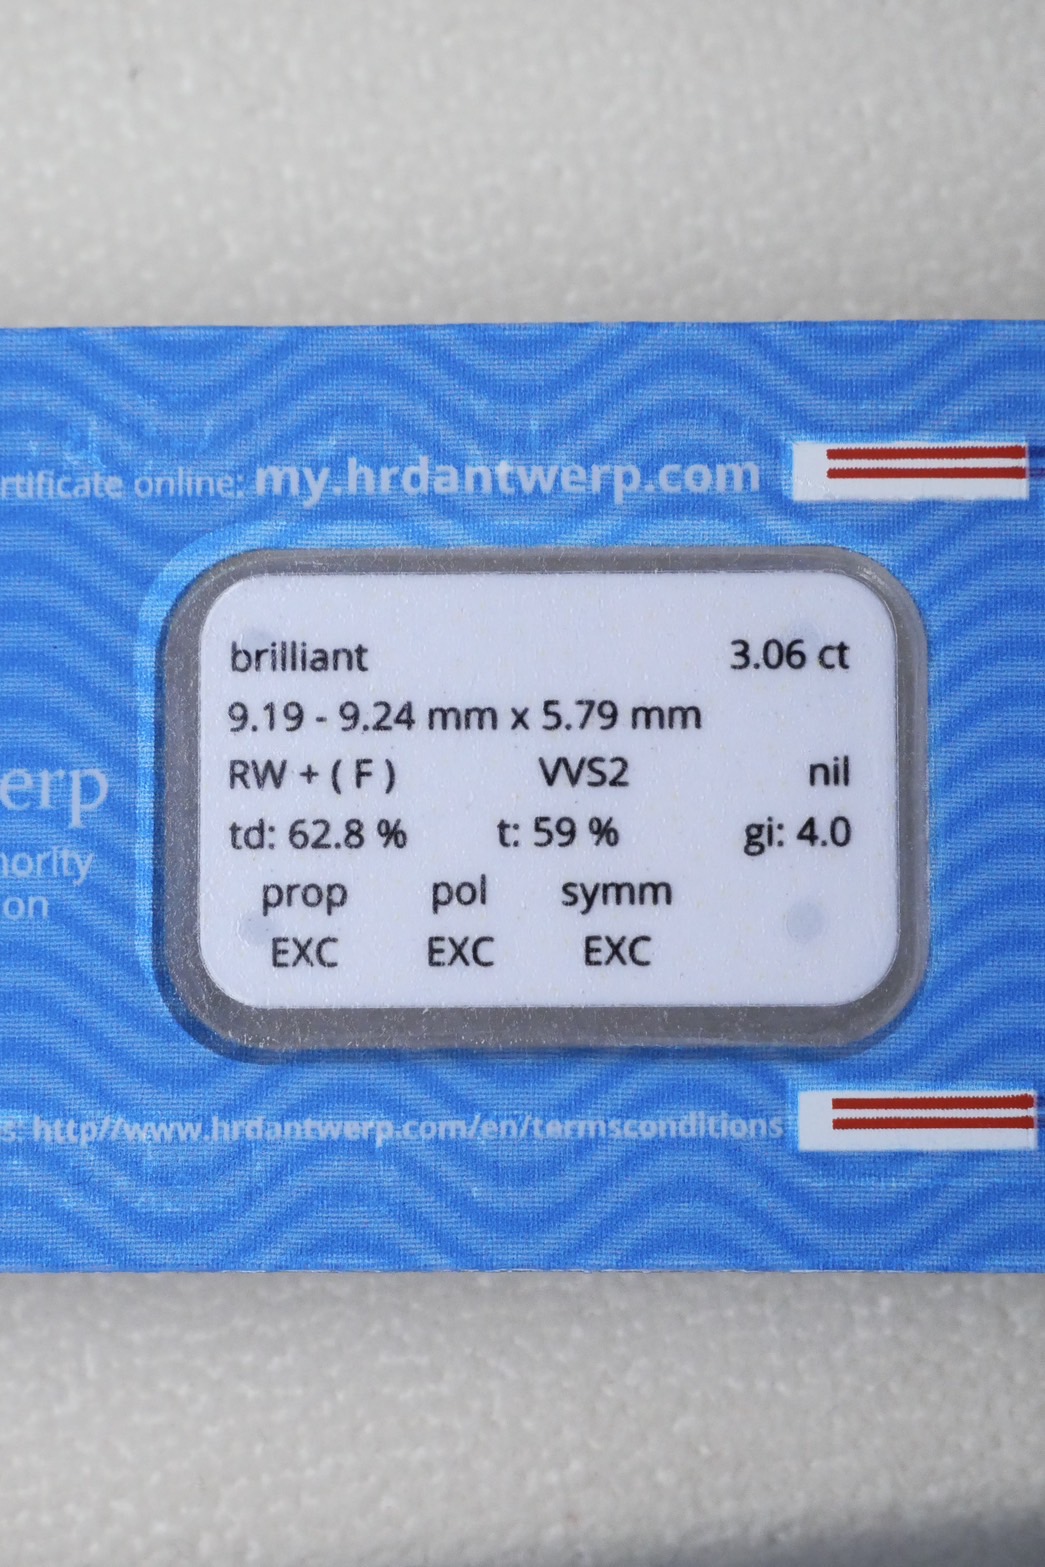 certificate online: my.hrdantwerp.com
brilliant 3.06 ct
9.19 - 9.24 mm x 5.79 mm
RW + ( F ) VVS2 nil
erp
td: 62.8 % t: 59 % gi: 4.0
hority
prop pol symm
on
EXC EXC EXC
s: http//www.hrdantwerp.com/en/termsconditions